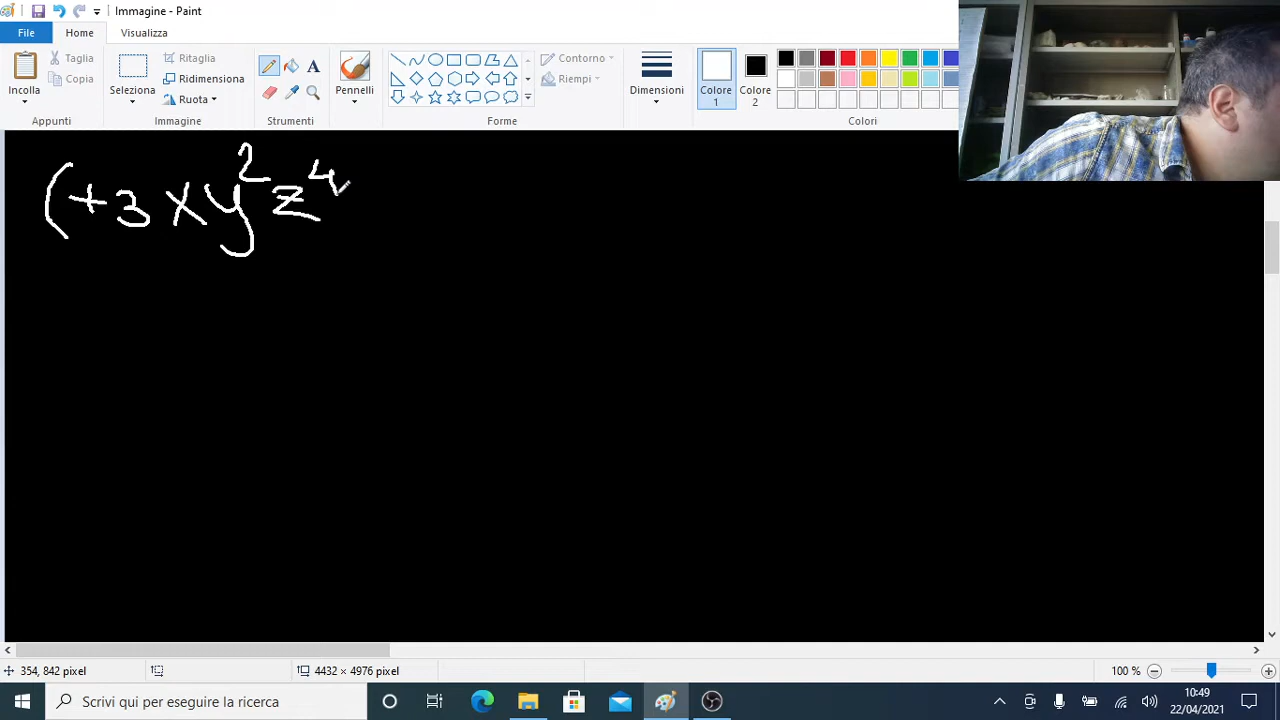 Immagine - Paint
File Home Visualizza
Incolla
Taglia
Copia
Appunti
Selezione
Ritaglia
Ridimensiona
Ruota
Immagine
A
Strumenti
Pennelli
Contorno
Riempi
Forme
Dimensioni
Colore 1
Colore 2
Colori
(+3xy²z⁴
354, 842 pixel
4432 × 4976 pixel
100 %
Scrivi qui per eseguire la ricerca
10:49
22/04/2021